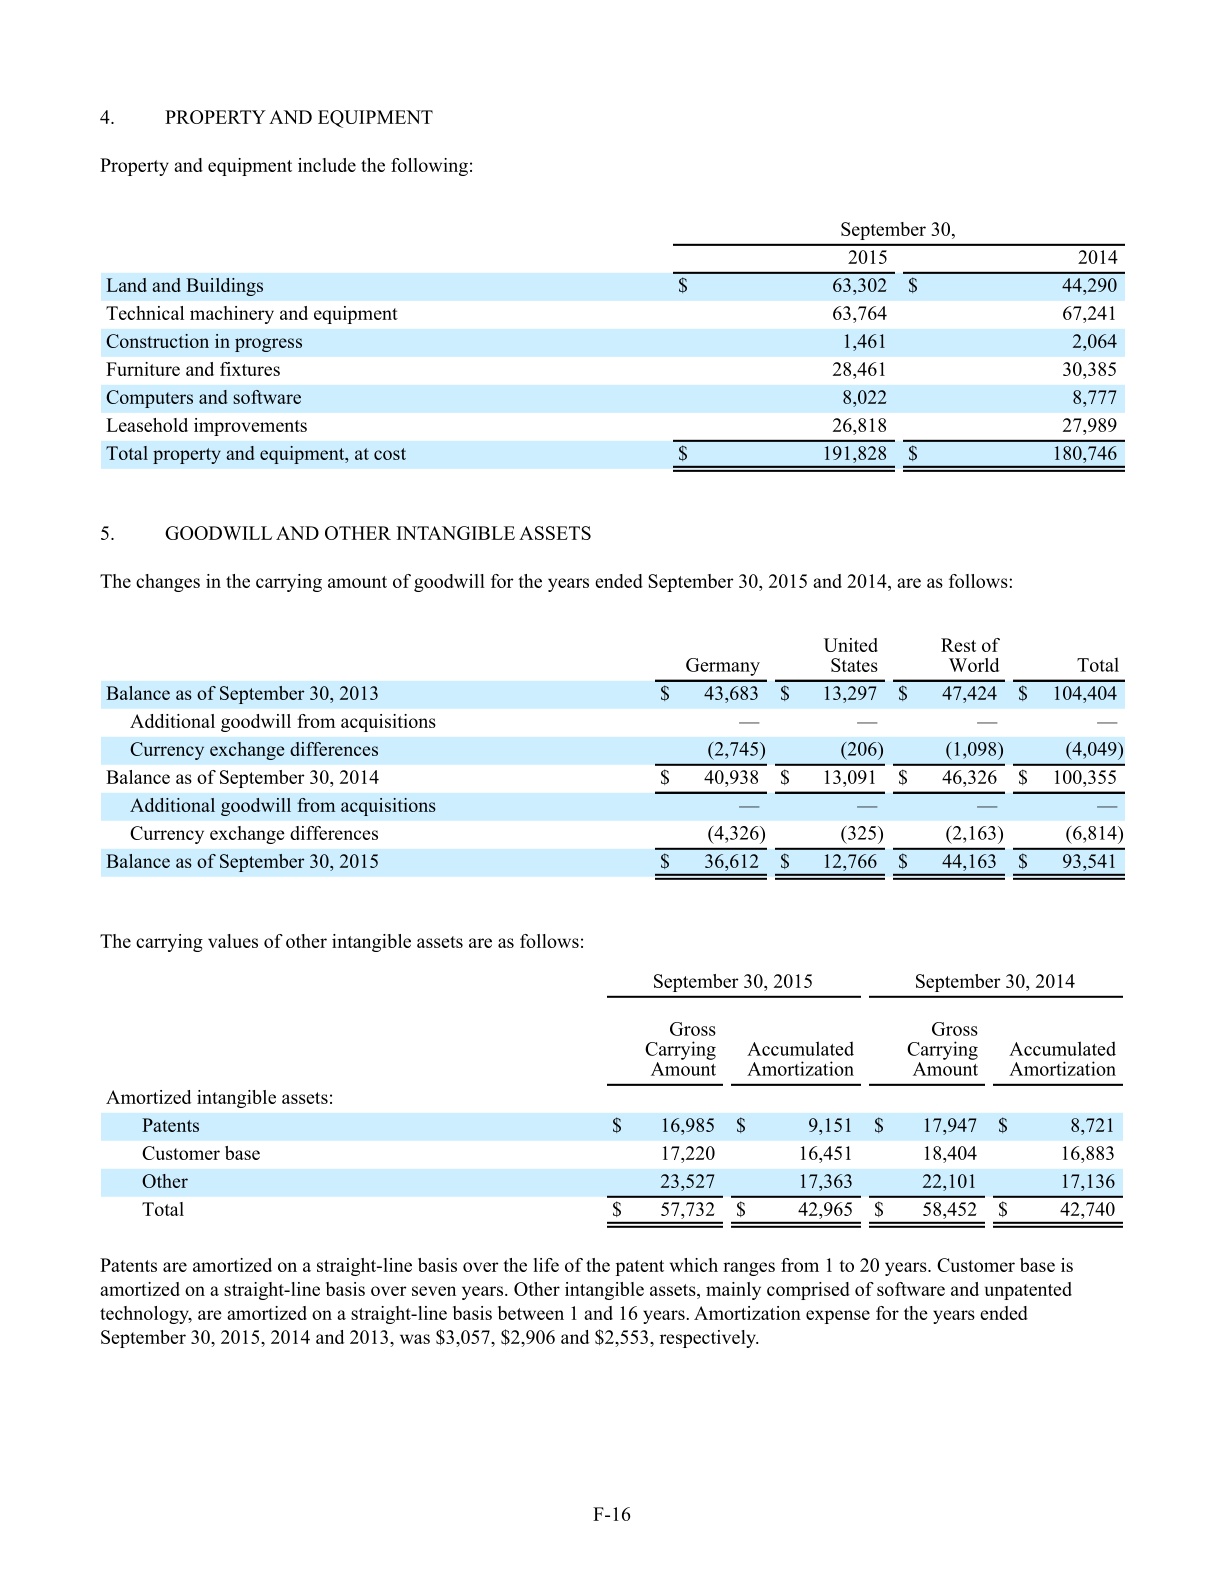 4. PROPERTY AND EQUIPMENT
Property and equipment include the following:
September 30,
2015 2014
Land and Buildings $ 63,302 $ 44,290
Technical machinery and equipment 63,764 67,241
Construction in progress 1,461 2,064
Furniture and fixtures 28,461 30,385
Computers and software 8,022 8,777
Leasehold improvements 26,818 27,989
Total property and equipment, at cost $ 191,828 $ 180,746
5. GOODWILL AND OTHER INTANGIBLE ASSETS
The changes in the carrying amount of goodwill for the years ended September 30, 2015 and 2014, are as follows:
United Rest of
Germany States World Total
Balance as of September 30, 2013 $ 43,683 $ 13,297 $ 47,424 $ 104,404
Additional goodwill from acquisitions — — — —
Currency exchange differences (2,745) (206) (1,098) (4,049)
Balance as of September 30, 2014 $ 40,938 $ 13,091 $ 46,326 $ 100,355
Additional goodwill from acquisitions — — — —
Currency exchange differences (4,326) (325) (2,163) (6,814)
Balance as of September 30, 2015 $ 36,612 $ 12,766 $ 44,163 $ 93,541
The carrying values of other intangible assets are as follows:
September 30, 2015 September 30, 2014
Gross Gross
Carrying Accumulated Carrying Accumulated
Amount Amortization Amount Amortization
Amortized intangible assets:
Patents $ 16,985 $ 9,151 $ 17,947 $ 8,721
Customer base 17,220 16,451 18,404 16,883
Other 23,527 17,363 22,101 17,136
Total $ 57,732 $ 42,965 $ 58,452 $ 42,740
Patents are amortized on a straight-line basis over the life of the patent which ranges from 1 to 20 years. Customer base is
amortized on a straight-line basis over seven years. Other intangible assets, mainly comprised of software and unpatented
technology, are amortized on a straight-line basis between 1 and 16 years. Amortization expense for the years ended
September 30, 2015, 2014 and 2013, was $3,057, $2,906 and $2,553, respectively.
F-16